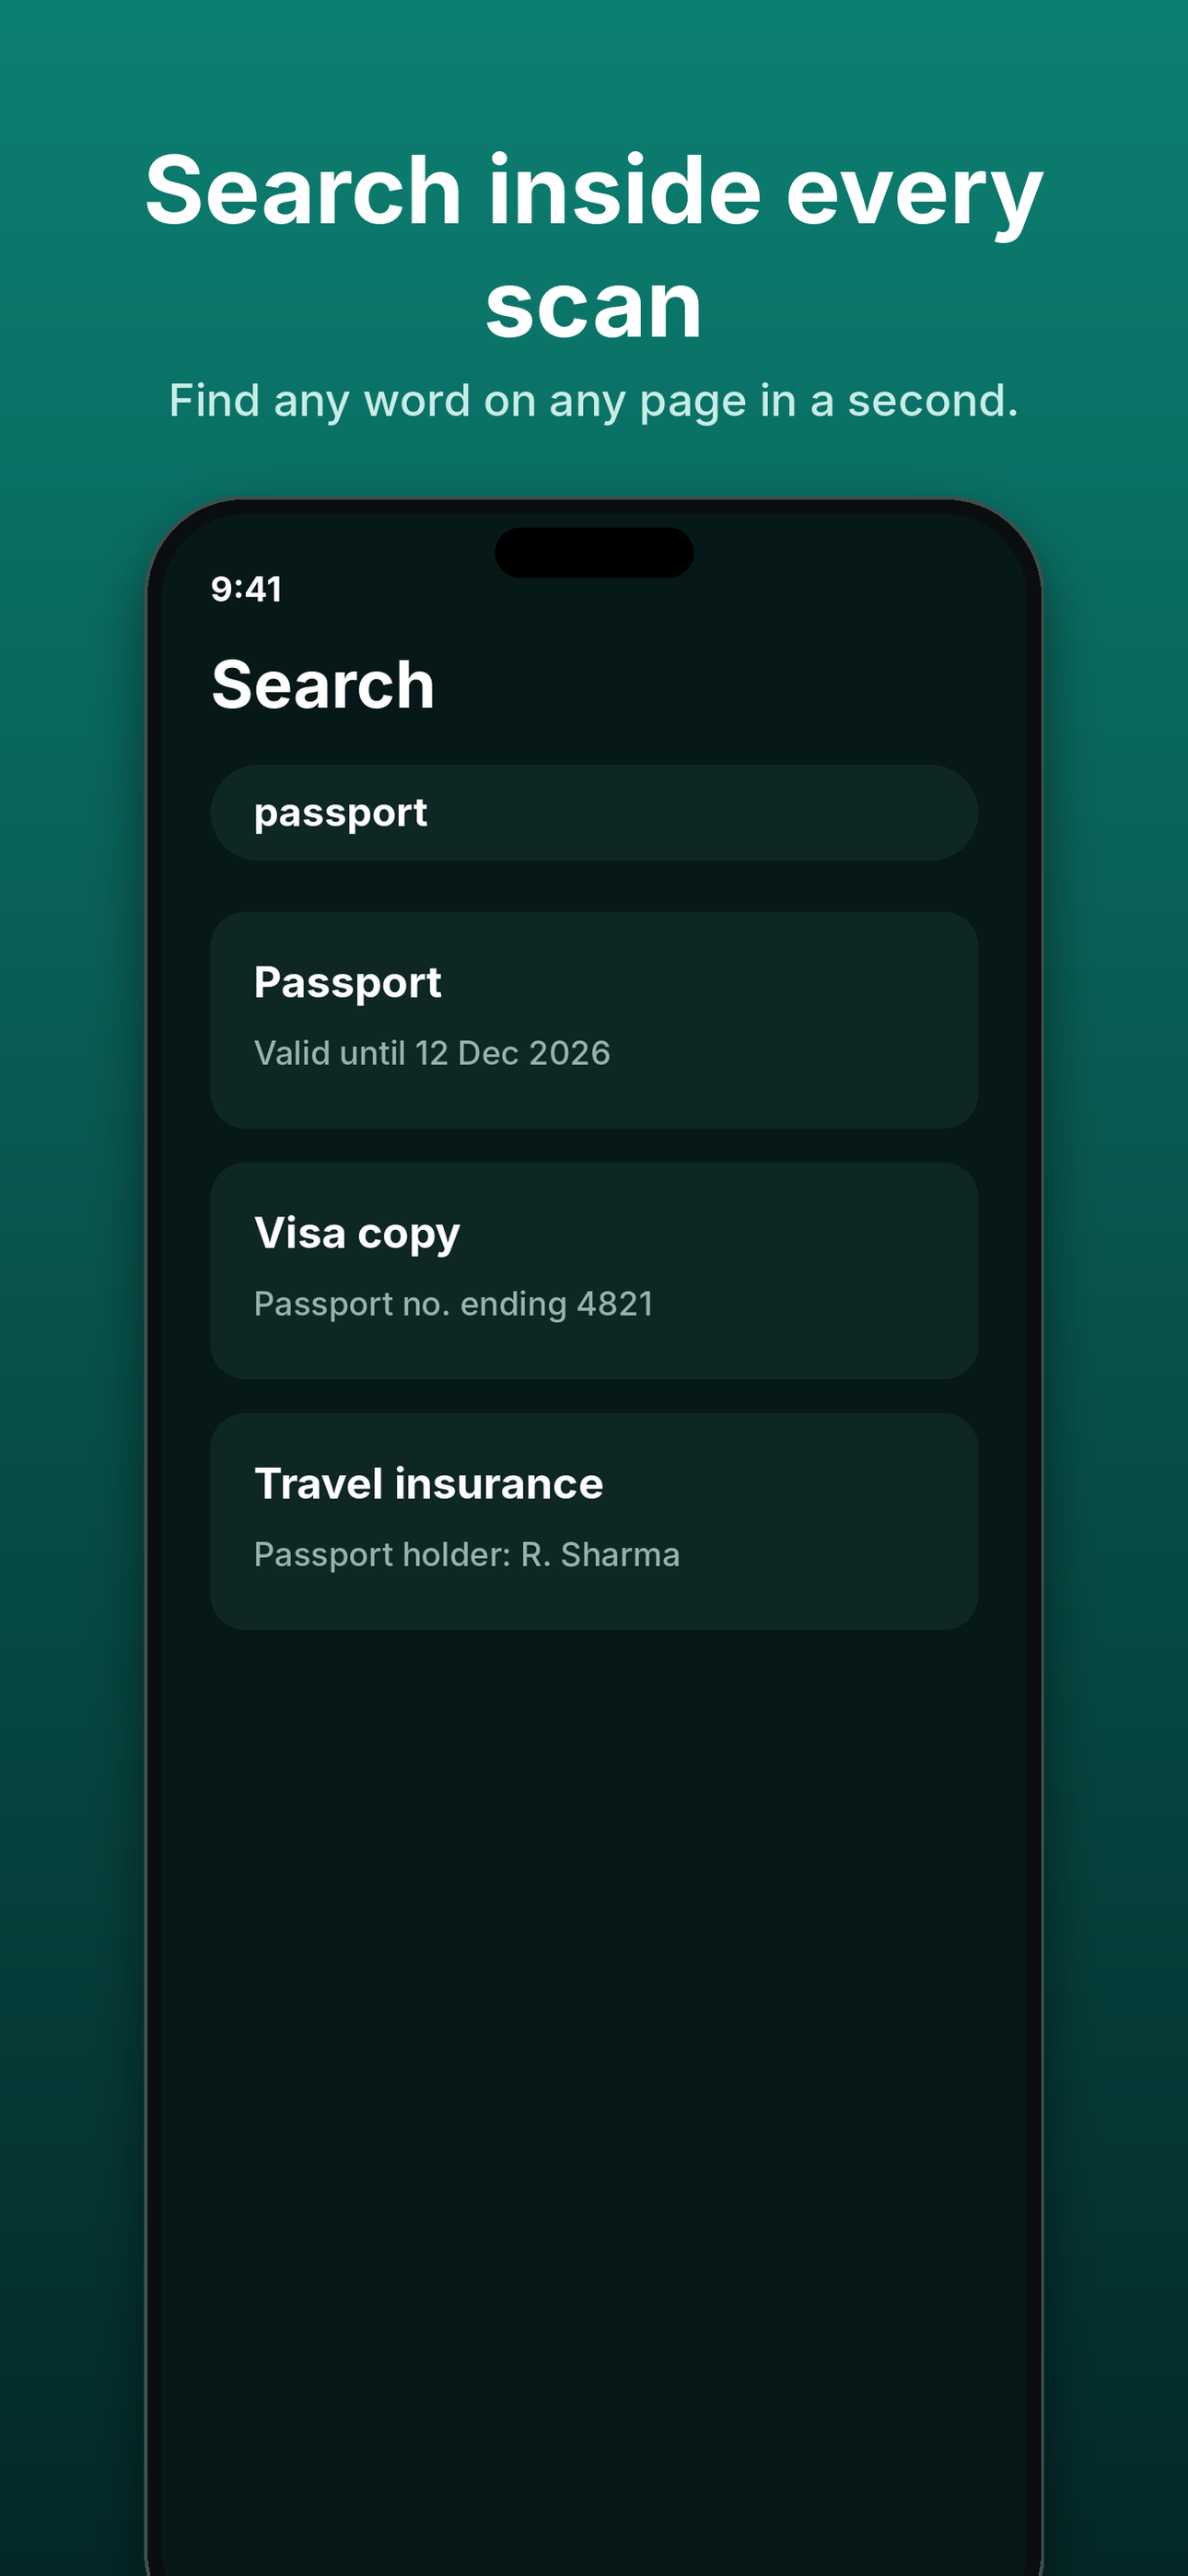 Search inside every
scan
Find any word on any page in a second.
9:41
Search
passport
Passport
Valid until 12 Dec 2026
Visa copy
Passport no. ending 4821
Travel insurance
Passport holder: R. Sharma